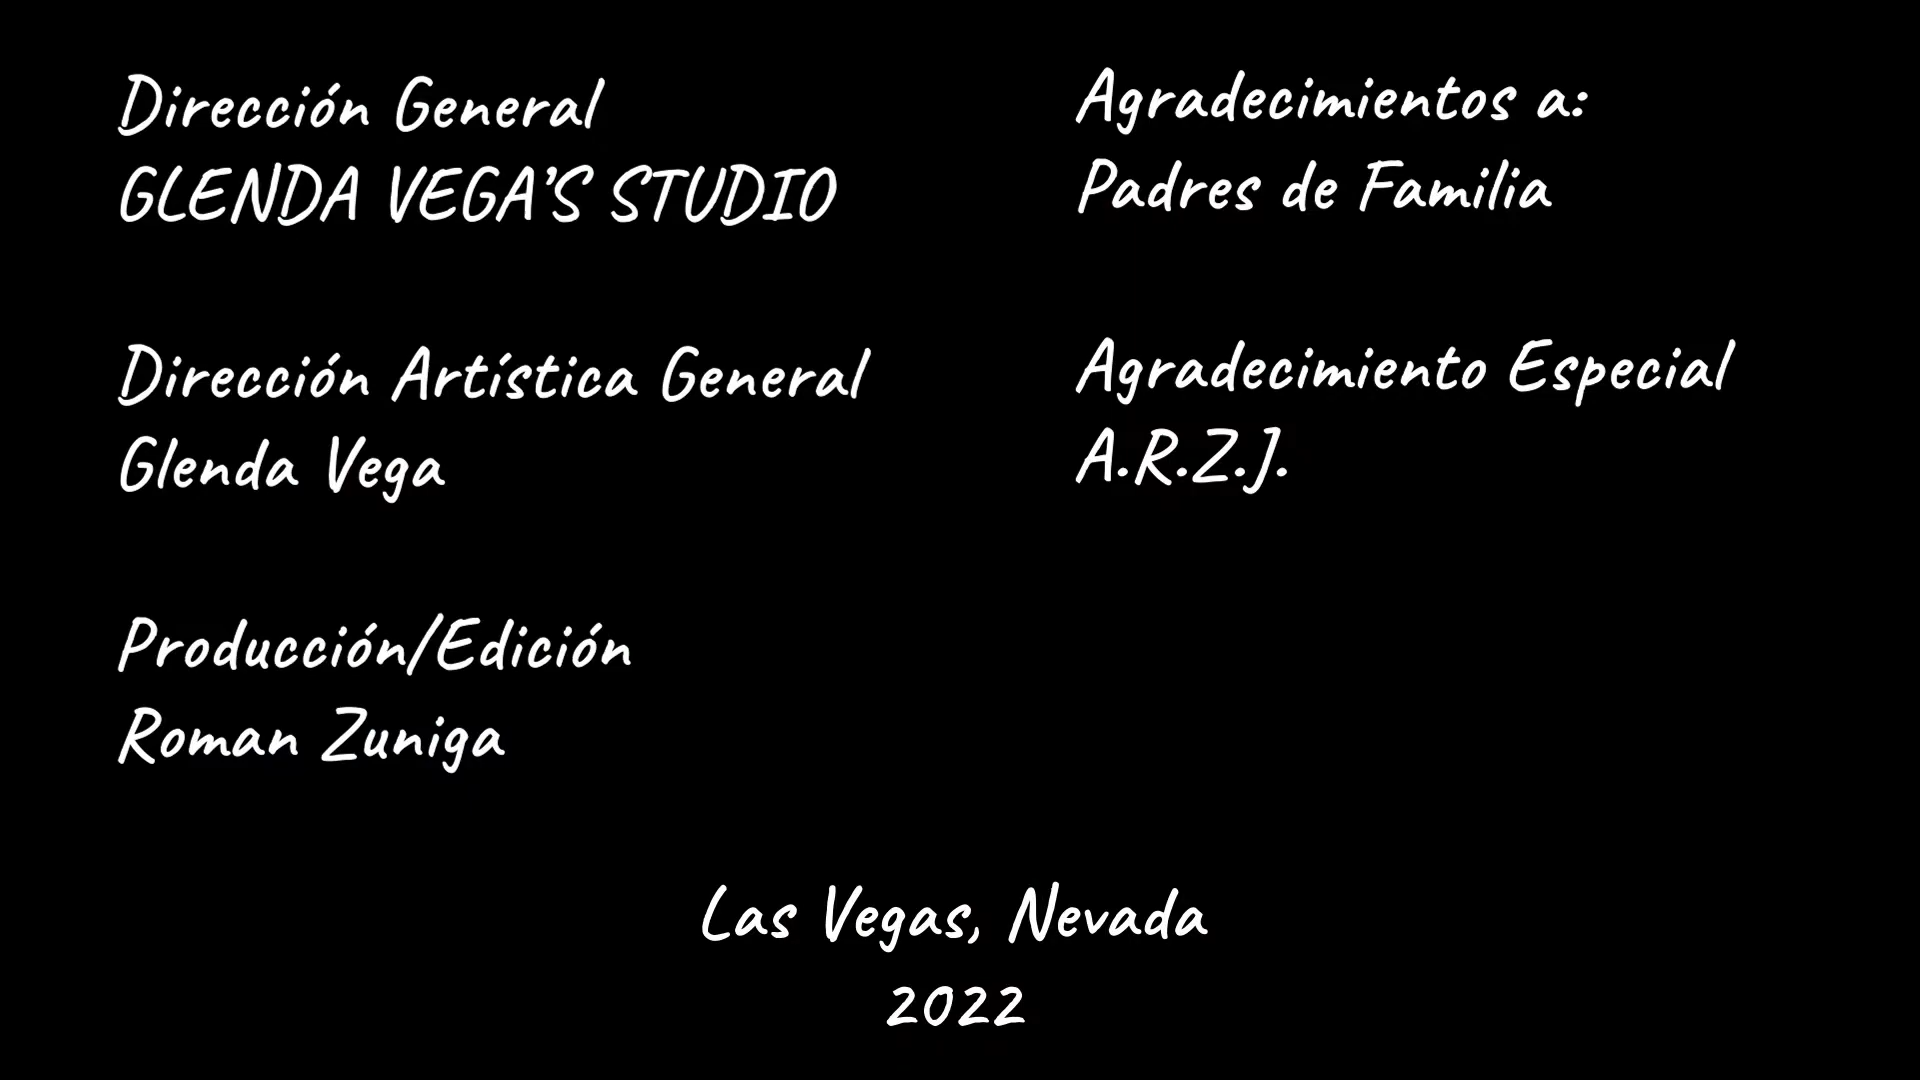 Dirección General
GLENDA VEGA'S STUDIO
Dirección Artística General
Glenda Vega
Producción/Edición
Roman Zuniga
Agradecimientos a:
Padres de Familia
Agradecimiento Especial
A.R.Z.J.
Las Vegas, Nevada
2022